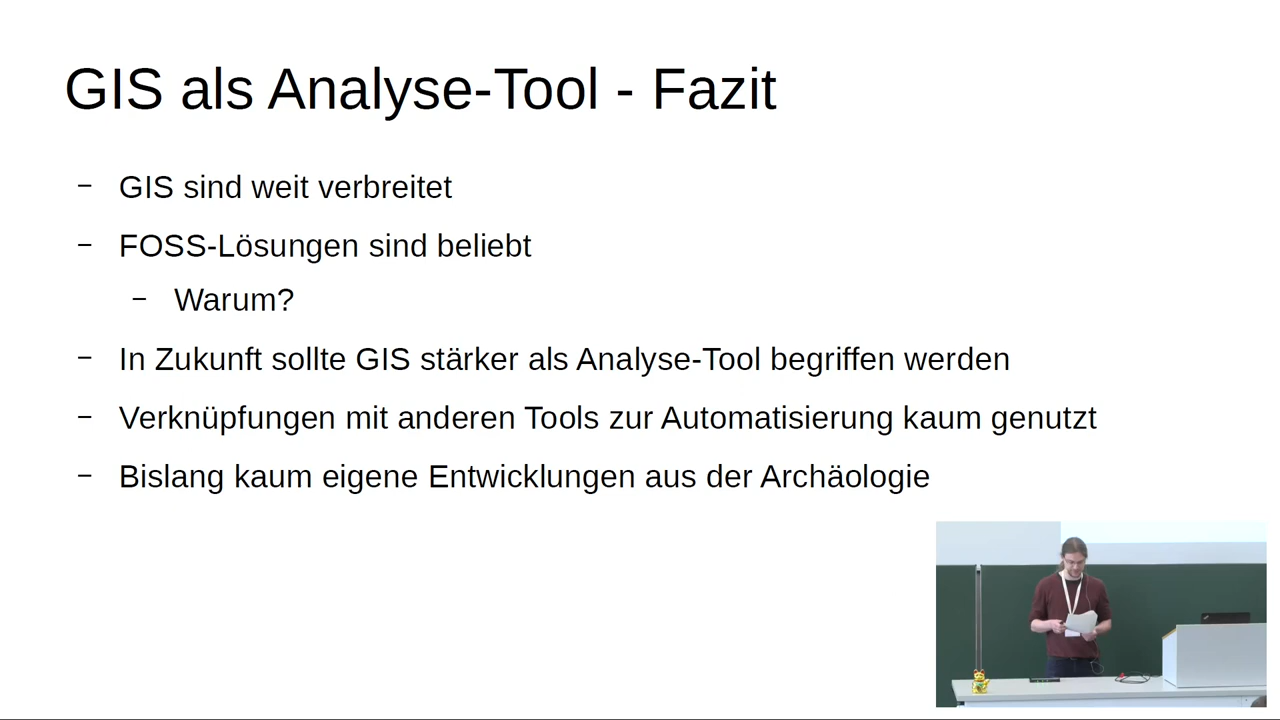 GIS als Analyse-Tool - Fazit
– GIS sind weit verbreitet
– FOSS-Lösungen sind beliebt
– Warum?
– In Zukunft sollte GIS stärker als Analyse-Tool begriffen werden
– Verknüpfungen mit anderen Tools zur Automatisierung kaum genutzt
– Bislang kaum eigene Entwicklungen aus der Archäologie